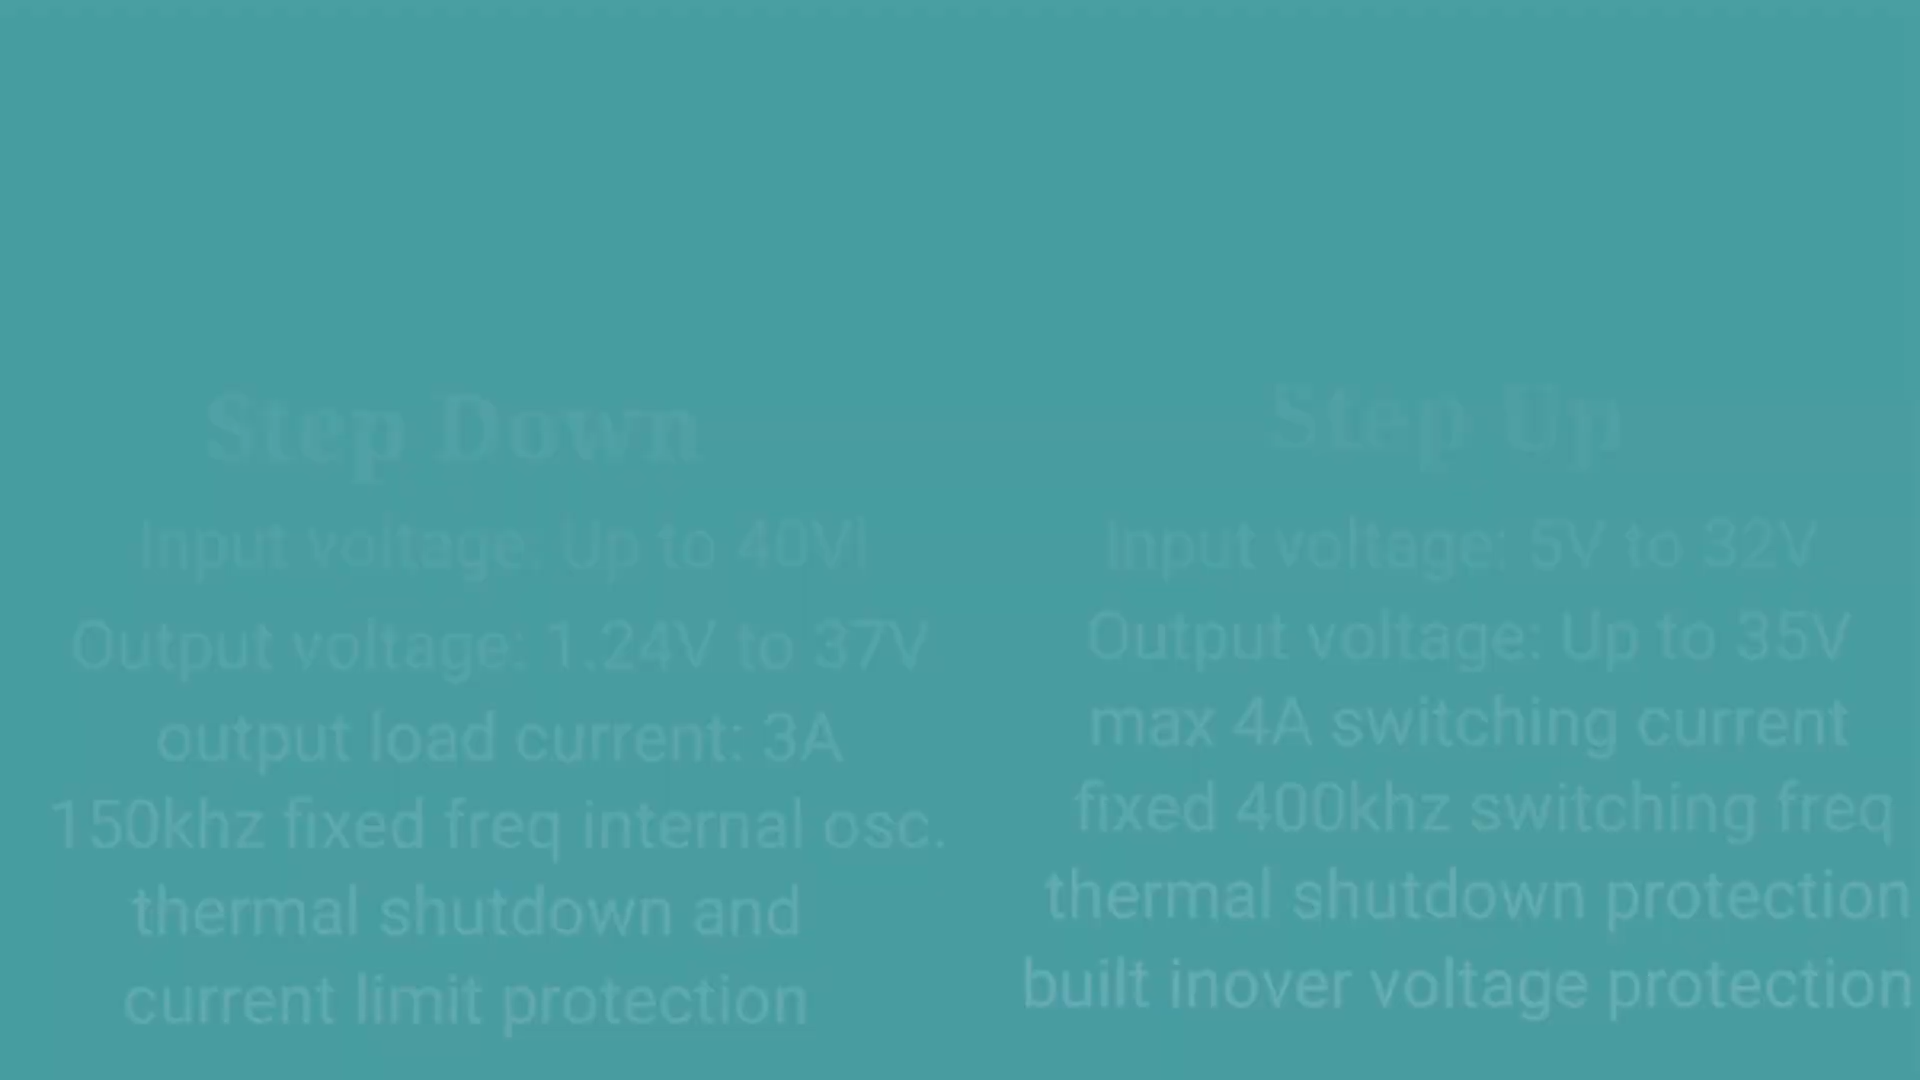 Step Down
Input voltage: Up to 40V|
Output voltage: 1.24V to 37V
output load current: 3A
150khz fixed freq internal osc.
thermal shutdown and
current limit protection
Step Up
Input voltage: 5V to 32V
Output voltage: Up to 35V
max 4A switching current
fixed 400khz switching freq
thermal shutdown protection
built inover voltage protection